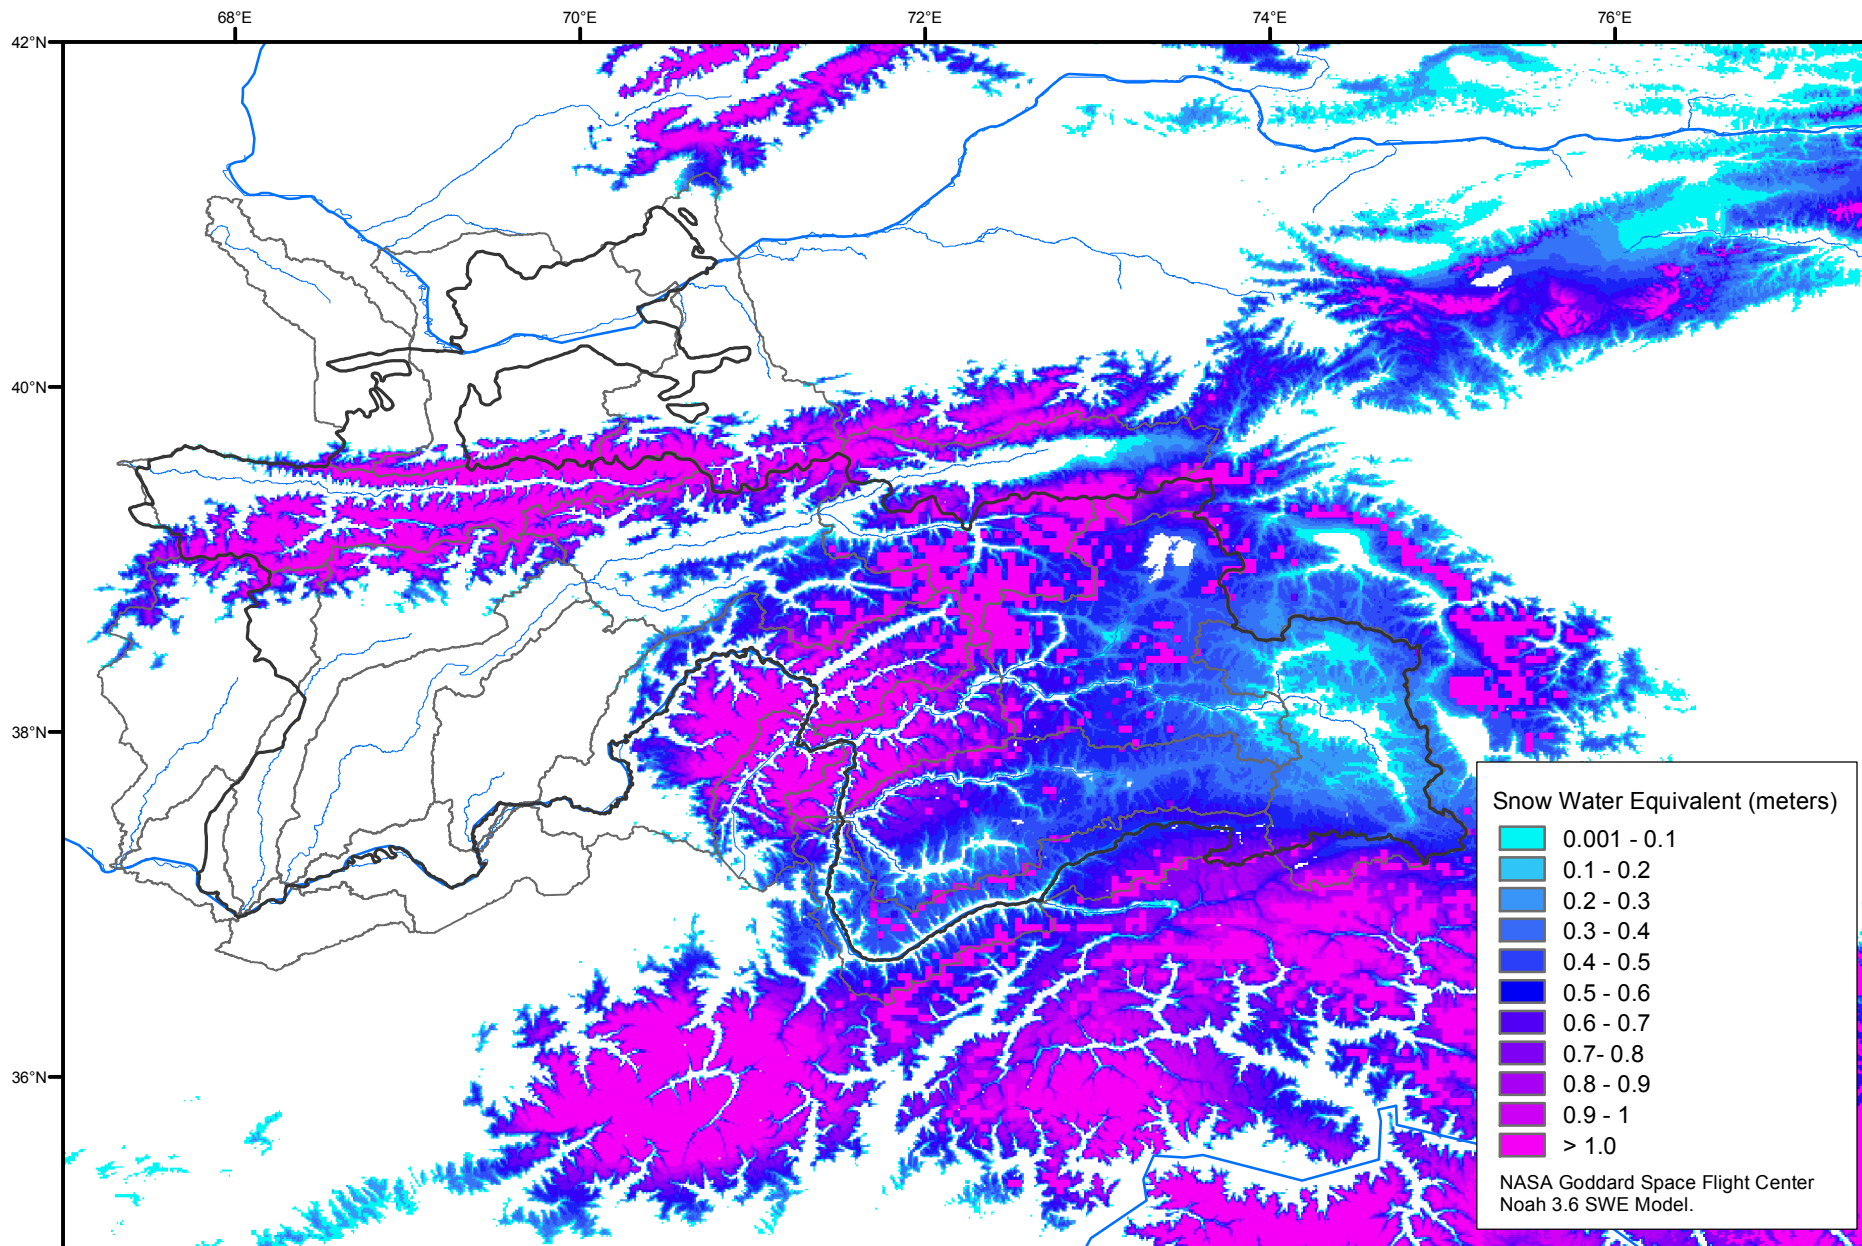 68°E
70°E
72°E
74°E
76°E
42°N
40°N
38°N
36°N
Snow Water Equivalent (meters)
0.001 - 0.1
0.1 - 0.2
0.2 - 0.3
0.3 - 0.4
0.4 - 0.5
0.5 - 0.6
0.6 - 0.7
0.7- 0.8
0.8 - 0.9
0.9 - 1
> 1.0
NASA Goddard Space Flight Center
Noah 3.6 SWE Model.